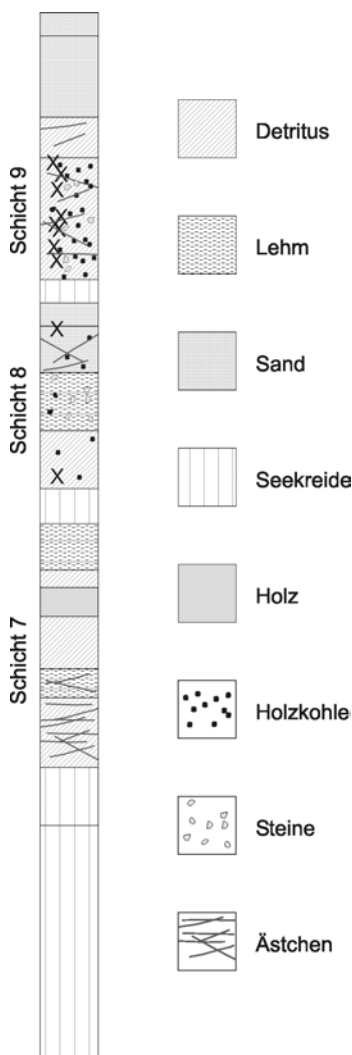 Schicht 9
Schicht 8
Schicht 7
X
X
X
X
X
X
X
X
X
Detritus
Lehm
Sand
Seekreide
Holz
Holzkohle
Steine
Ästchen